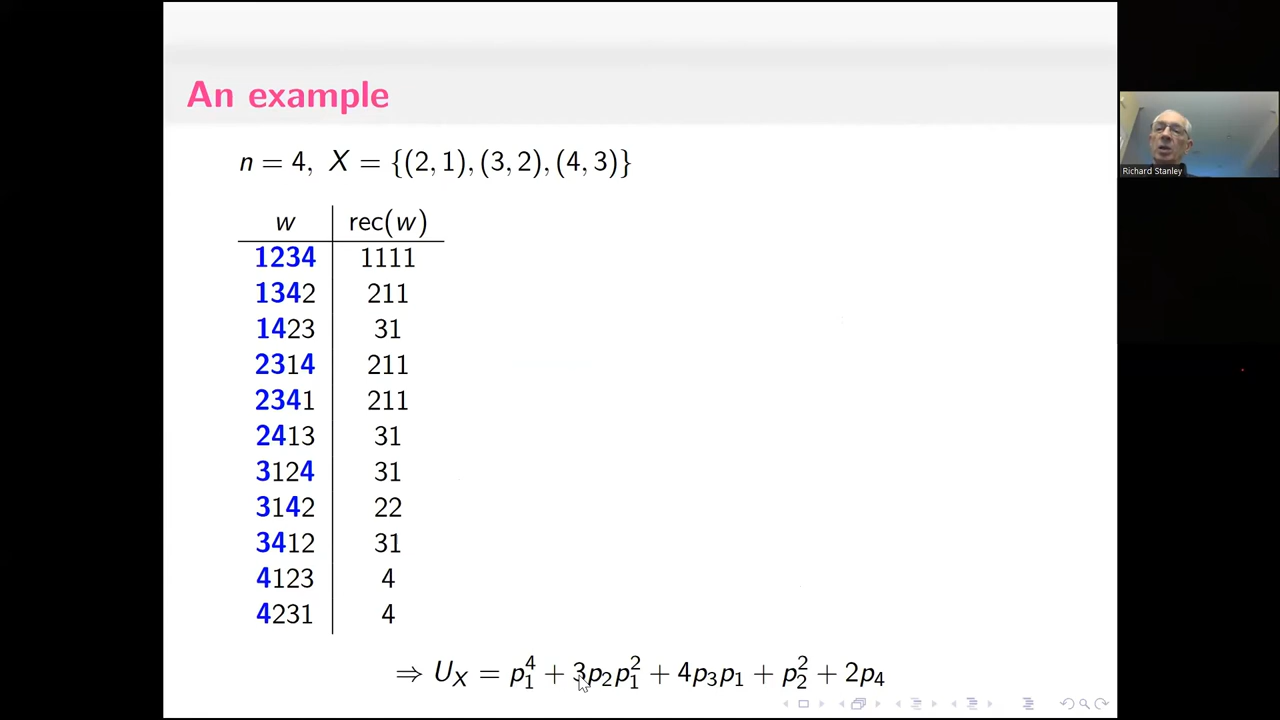 An example
n = 4, X = {(2, 1), (3, 2), (4, 3)}
w rec(w)
1234 1111
1342 211
1423 31
2314 211
2341 211
2413 31
3124 31
3142 22
3412 31
4123 4
4231 4
⇒ U_X = p_1^4 + 3p_2p_1^2 + 4p_3p_1 + p_2^2 + 2p_4
Richard Stanley